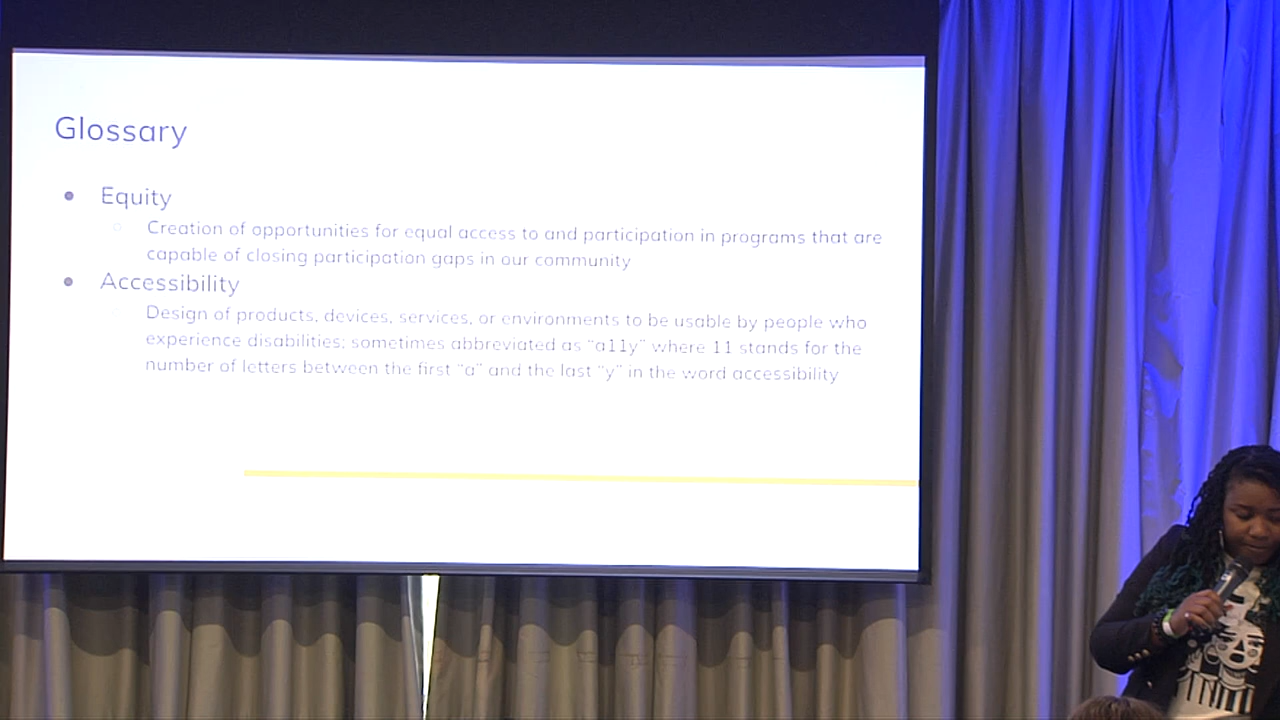 Glossary
• Equity
○ Creation of opportunities for equal access to and participation in programs that are
capable of closing participation gaps in our community
• Accessibility
○ Design of products, devices, services, or environments to be usable by people who
experience disabilities; sometimes abbreviated as “a11y” where 11 stands for the
number of letters between the first “a” and the last “y” in the word accessibility